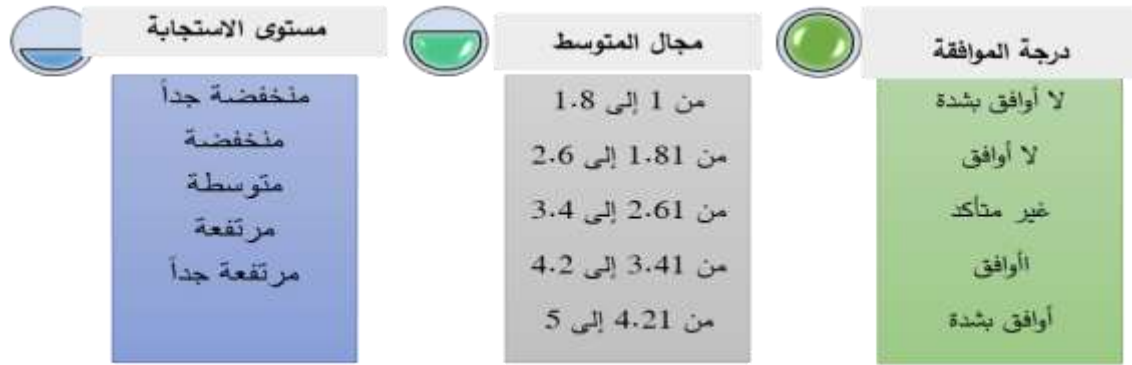 درجة الموافقة
لا أوافق بشدة
لا أوافق
غير متأكد
اأوافق
أوافق بشدة
مجال المتوسط
من 1 إلى 1.8
من 1.81 إلى 2.6
من 2.61 إلى 3.4
من 3.41 إلى 4.2
من 4.21 إلى 5
مستوى الاستجابة
منخفضة جداً
منخفضة
متوسطة
مرتفعة
مرتفعة جداً